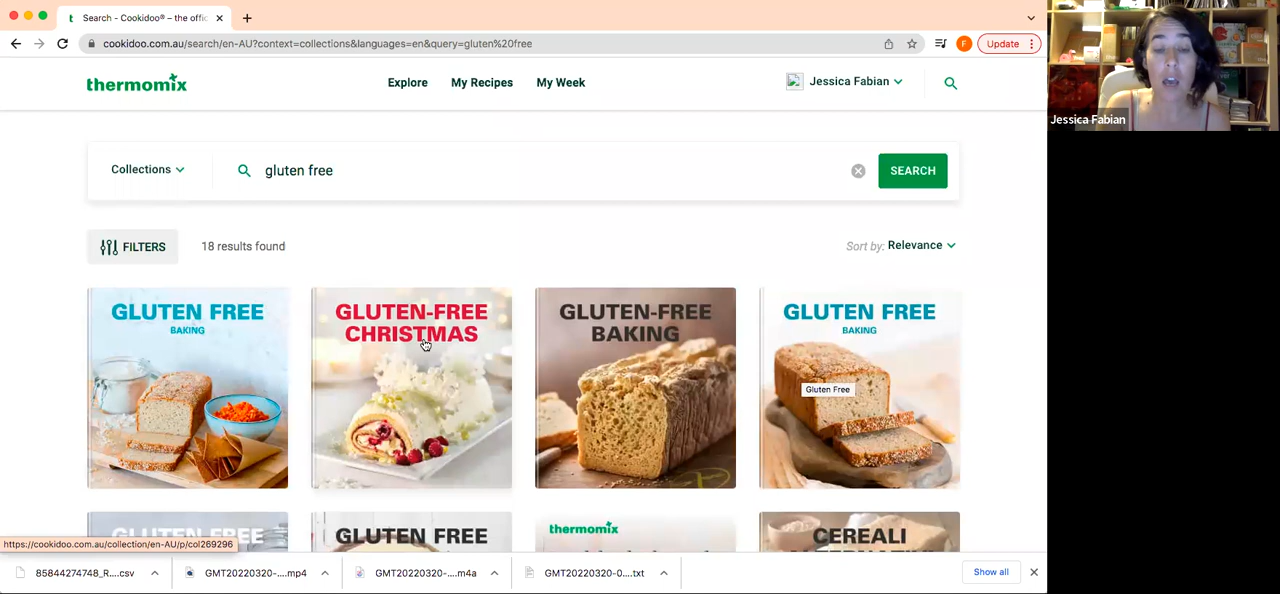 Search - Cookidoo® – the offic
cookidoo.com.au/search/en-AU?context=collections&languages=en&query=gluten%20free
F
Update
Jessica Fabian
thermomix
Explore
My Recipes
My Week
Jessica Fabian
Collections
gluten free
SEARCH
FILTERS
18 results found
Sort by: Relevance
GLUTEN FREE
BAKING
GLUTEN-FREE
CHRISTMAS
GLUTEN-FREE
BAKING
GLUTEN FREE
BAKING
Gluten Free
GLUTEN FREE
GLUTEN FREE
thermomix
CEREALI
ALTERNATIVI
https://cookidoo.com.au/collection/en-AU/p/col269296
85844274748_R....csv
GMT20220320-....mp4
GMT20220320-....m4a
GMT20220320-0....txt
Show all